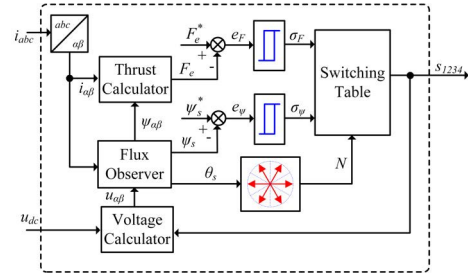 i_abc
abc
αβ
F_e^*
+
-
F_e
e_F
σ_F
Thrust
Calculator
i_αβ
Switching
Table
s_1234
ψ_αβ
ψ_s^*
+
-
ψ_s
e_ψ
σ_ψ
Flux
Observer
θ_s
N
u_αβ
u_dc
Voltage
Calculator